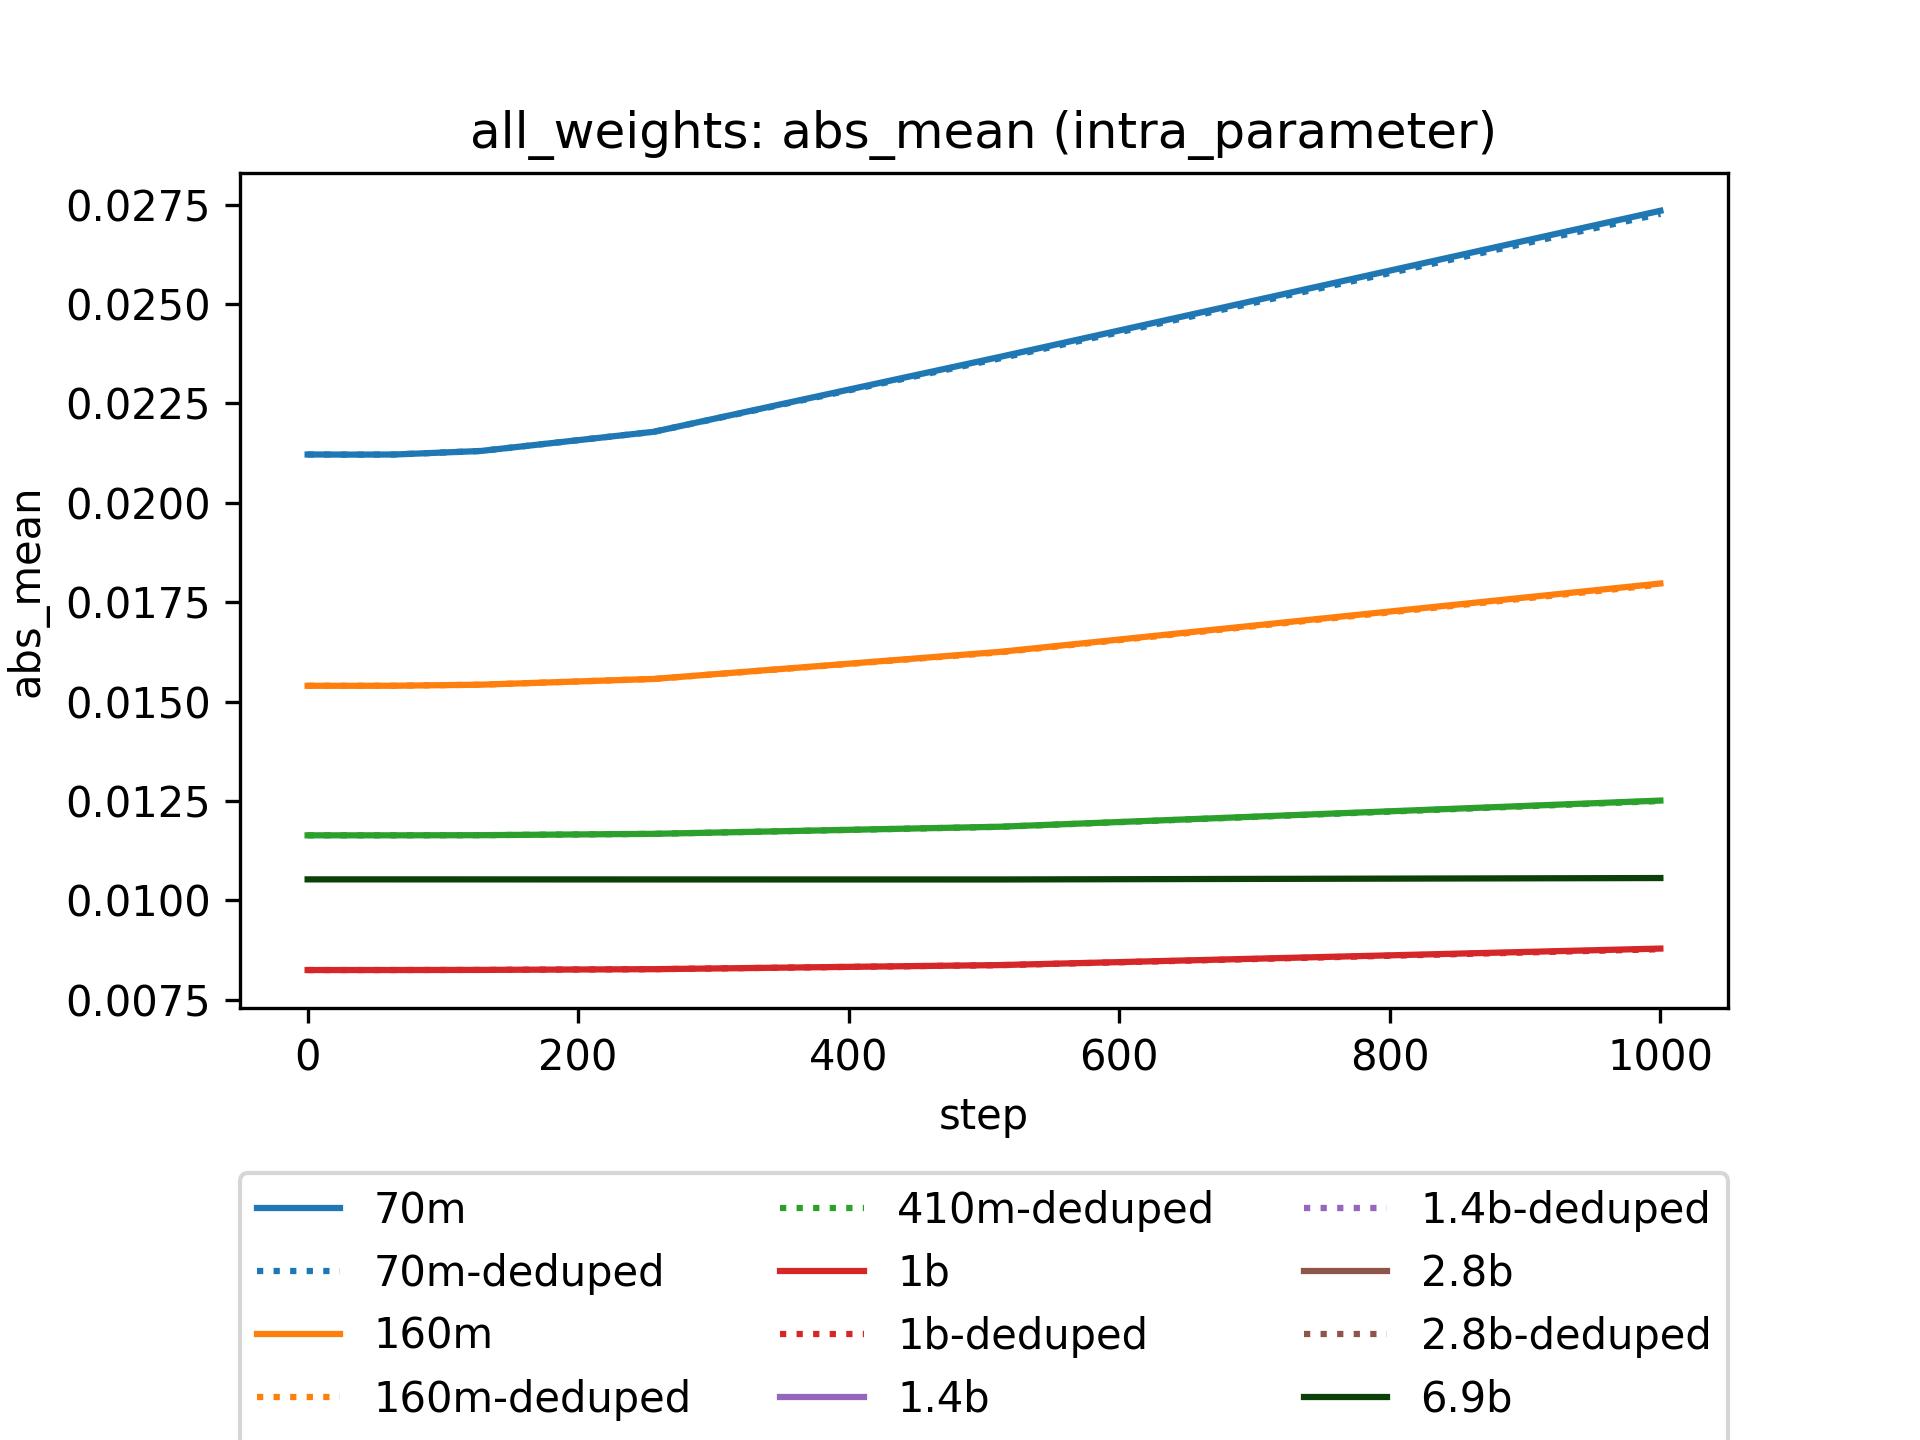 all_weights: abs_mean (intra_parameter)
0.0275
0.0250
0.0225
0.0200
0.0175
0.0150
0.0125
0.0100
0.0075
abs_mean
0 200 400 600 800 1000
step
70m
70m-deduped
160m
160m-deduped
410m-deduped
1b
1b-deduped
1.4b
1.4b-deduped
2.8b
2.8b-deduped
6.9b